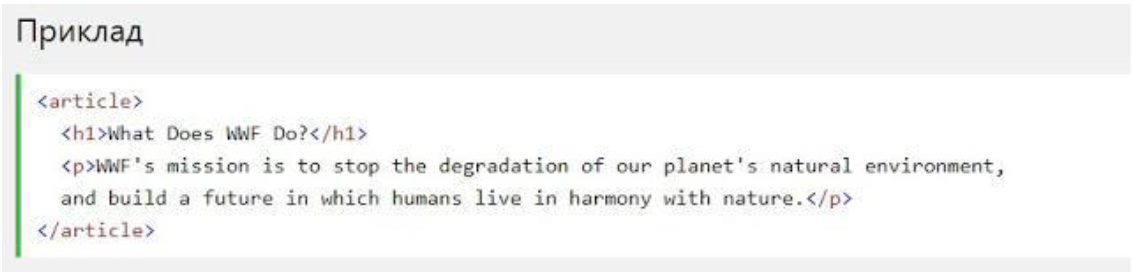 Приклад
<article>
<h1>What Does WWF Do?</h1>
<p>WWF's mission is to stop the degradation of our planet's natural environment,
and build a future in which humans live in harmony with nature.</p>
</article>